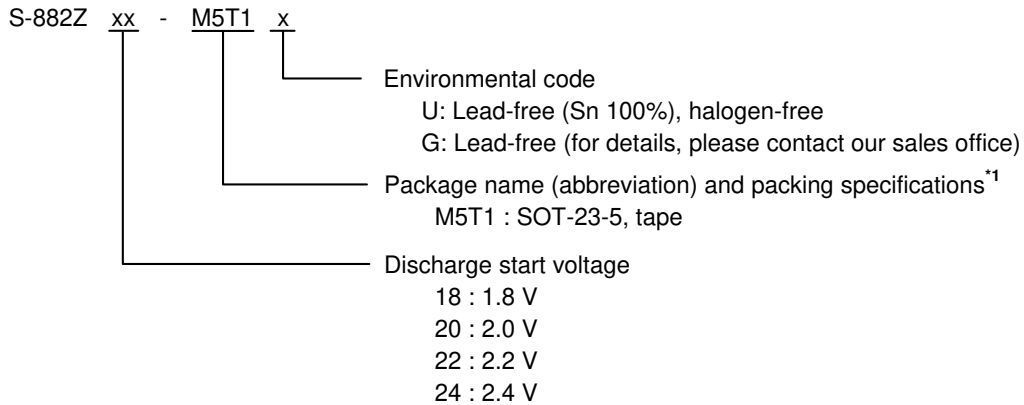 S-882Z xx - M5T1 x
Environmental code
U: Lead-free (Sn 100%), halogen-free
G: Lead-free (for details, please contact our sales office)
Package name (abbreviation) and packing specifications*1
M5T1 : SOT-23-5, tape
Discharge start voltage
18 : 1.8 V
20 : 2.0 V
22 : 2.2 V
24 : 2.4 V